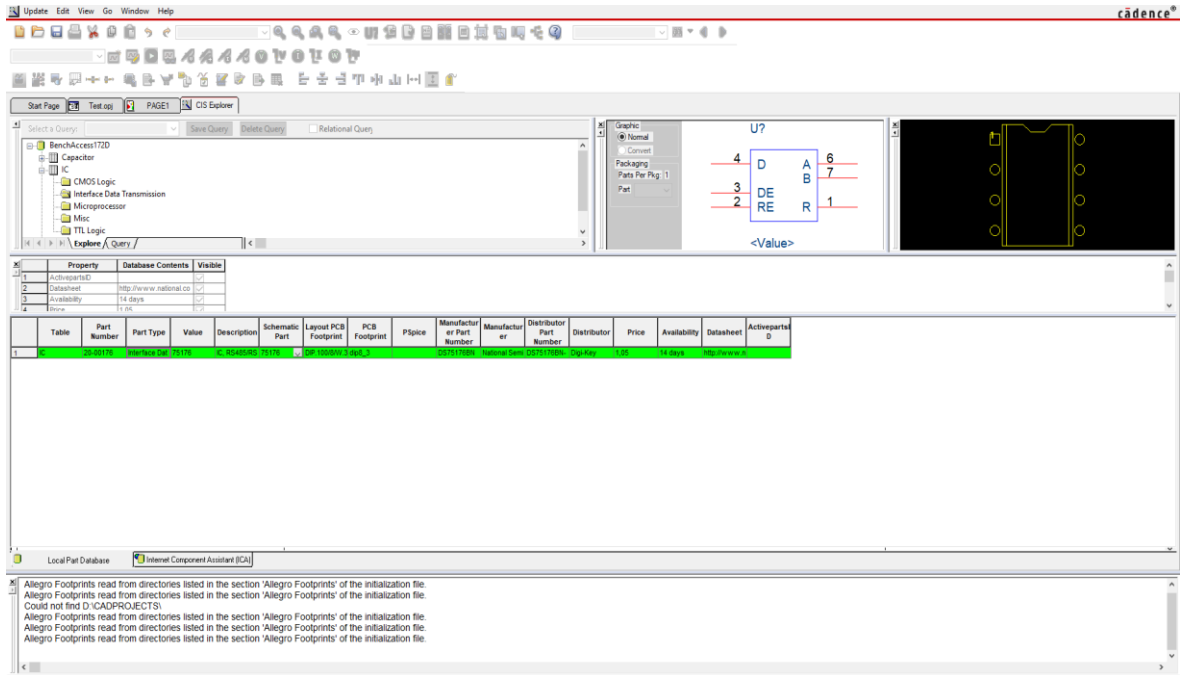 Update Edit View Go Window Help
cādence®
Start Page Test.opj PAGE1 CIS Explorer
Select a Query: Save Query Delete Query Relational Query
BenchAccess172D
Capacitor
IC
CMOS Logic
Interface Data Transmission
Microprocessor
Misc
TTL Logic
Explore Query
Graphic
Normal
Convert
Packaging
Parts Per Pkg: 1
Part
U?
4 D A 6
B 7
3 DE
2 RE R 1
<Value>
1
Property Database Contents Visible
1 ActivepartsID
2 Datasheet http://www.national.co
3 Availability 14 days
4 Price 1,05
Table Part Number Part Type Value Description Schematic Part Layout PCB Footprint PCB Footprint PSpice Manufactur er Part Number Manufactur er Distributor Part Number Distributor Price Availability Datasheet ActivepartsI D
1 IC 20-00176 Interface Dat 75176 IC, RS485/RS 75176 DIP.100/8/W.3 dip8_3 DS75176BN National Semi DS75176BN- Digi-Key 1,05 14 days http://www.n
Local Part Database Internet Component Assistant (ICA)
Allegro Footprints read from directories listed in the section 'Allegro Footprints' of the initialization file.
Allegro Footprints read from directories listed in the section 'Allegro Footprints' of the initialization file.
Could not find D:\CADPROJECTS\
Allegro Footprints read from directories listed in the section 'Allegro Footprints' of the initialization file.
Allegro Footprints read from directories listed in the section 'Allegro Footprints' of the initialization file.
Allegro Footprints read from directories listed in the section 'Allegro Footprints' of the initialization file.